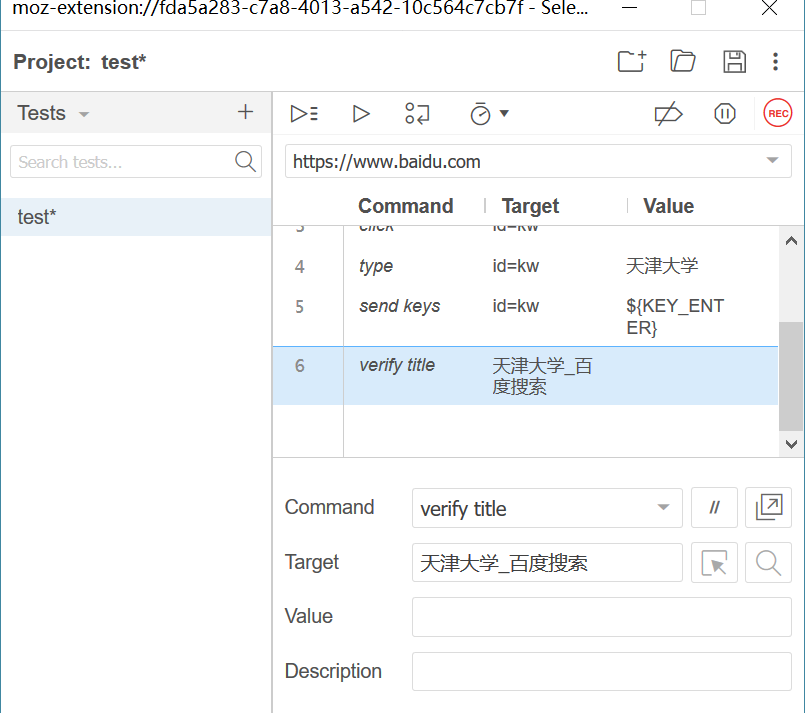 moz-extension://fda5a283-c7a8-4013-a542-10c564c7cb7f - Sele...
Project: test*
Tests
REC
Search tests...
https://www.baidu.com
test*
Command Target Value
3 click id=kw
4 type id=kw 天津大学
5 send keys id=kw ${KEY_ENT
ER}
6 verify title 天津大学_百
度搜索
Command verify title //
Target 天津大学_百度搜索
Value
Description